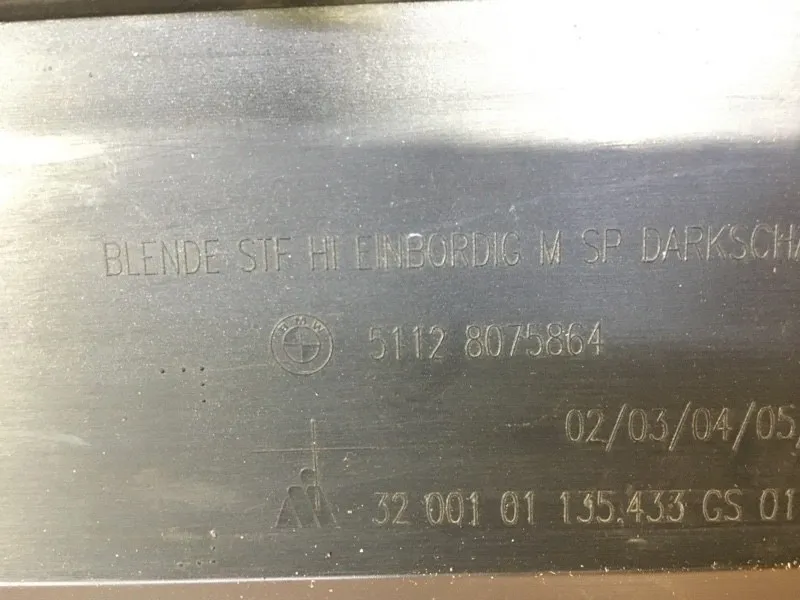 BLENDE STF HI EINBORDIG M SP DARKSCHA
BMW 5112 8075864
02/03/04/05
32 001 01 135,433 GS 01